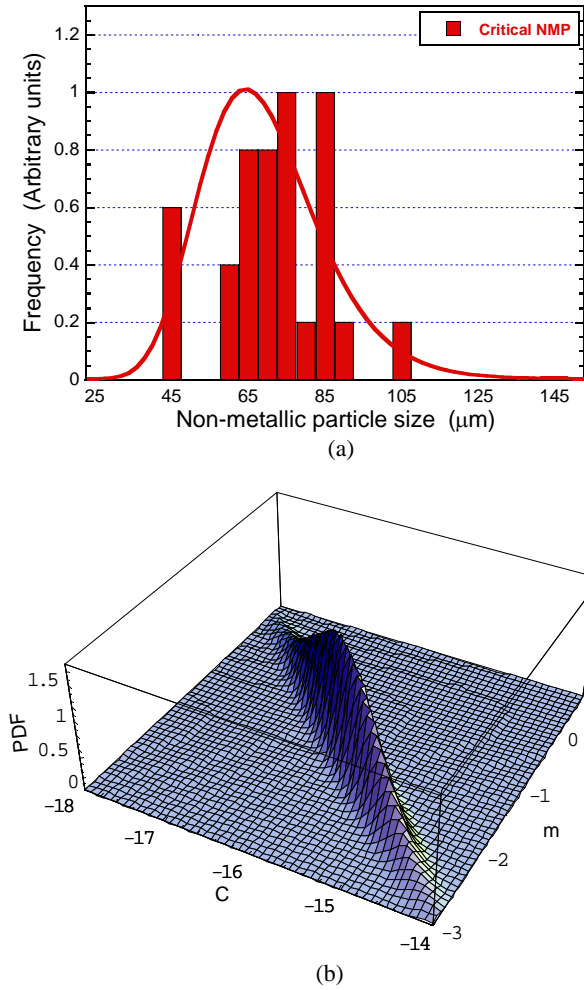 1.2
1
0.8
0.6
0.4
0.2
0
Frequency (Arbitrary units)
Critical NMP
25 45 65 85 105 125 145
Non-metallic particle size (μm)
(a)
1.5
1
0.5
0
PDF
−18
−17
−16
−15
−14
C
0
−1
−2
−3
m
(b)